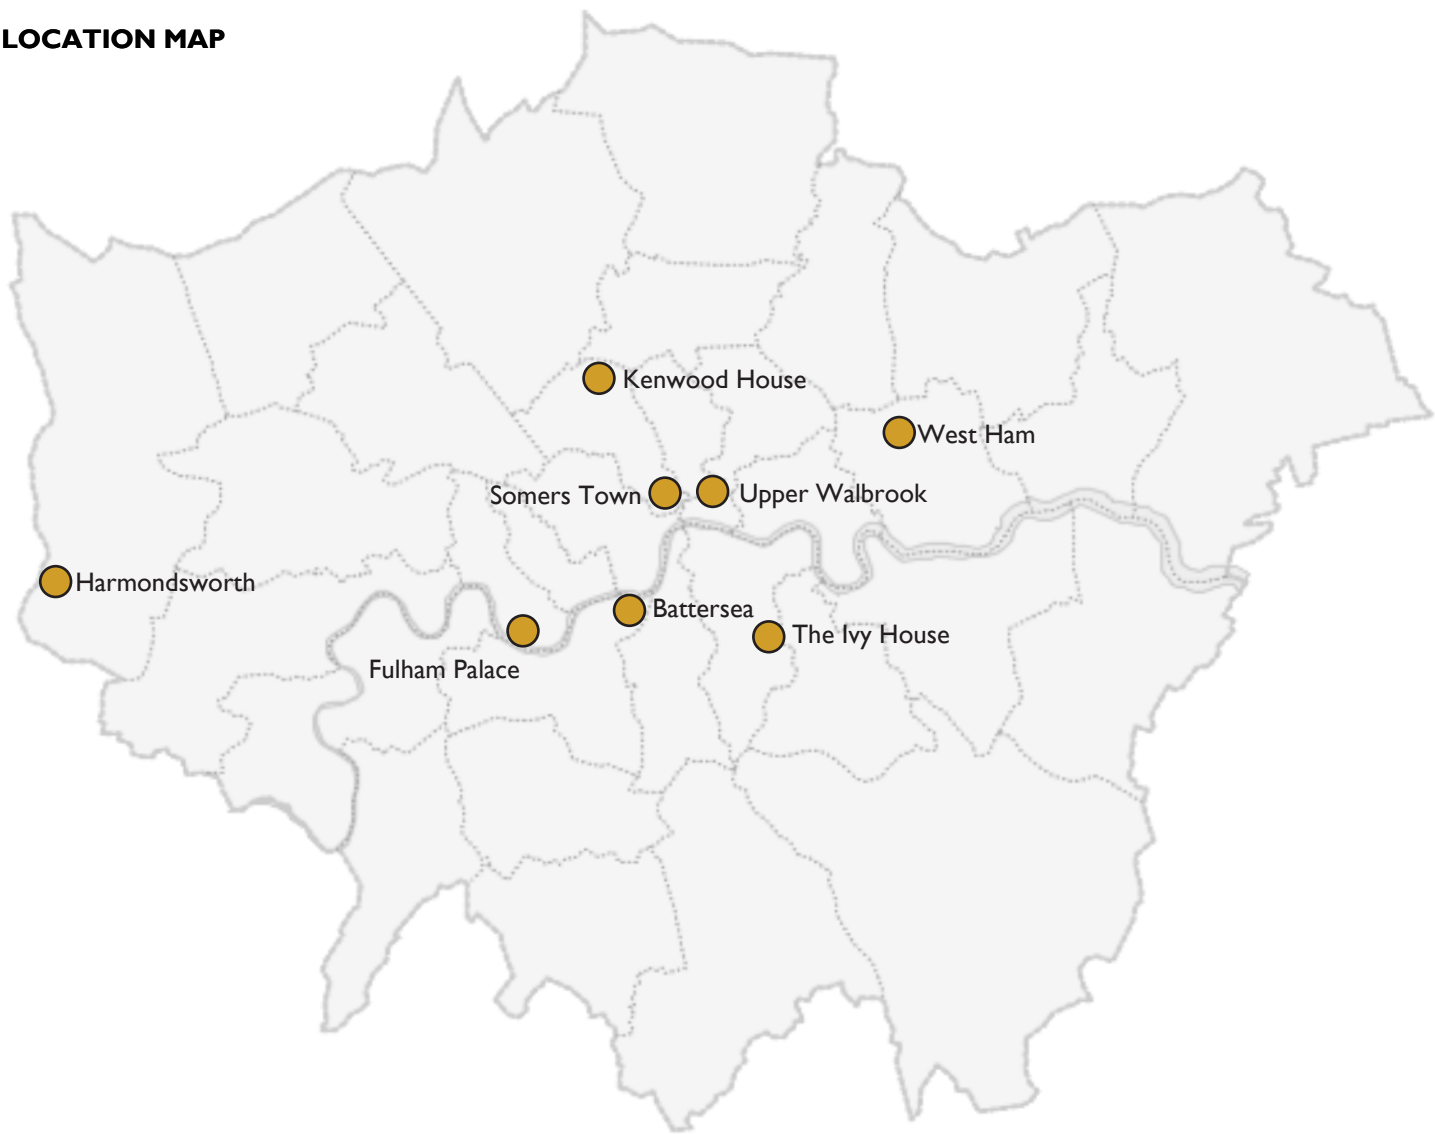 LOCATION MAP
Kenwood House
West Ham
Somers Town
Upper Walbrook
Harmondsworth
Battersea
The Ivy House
Fulham Palace